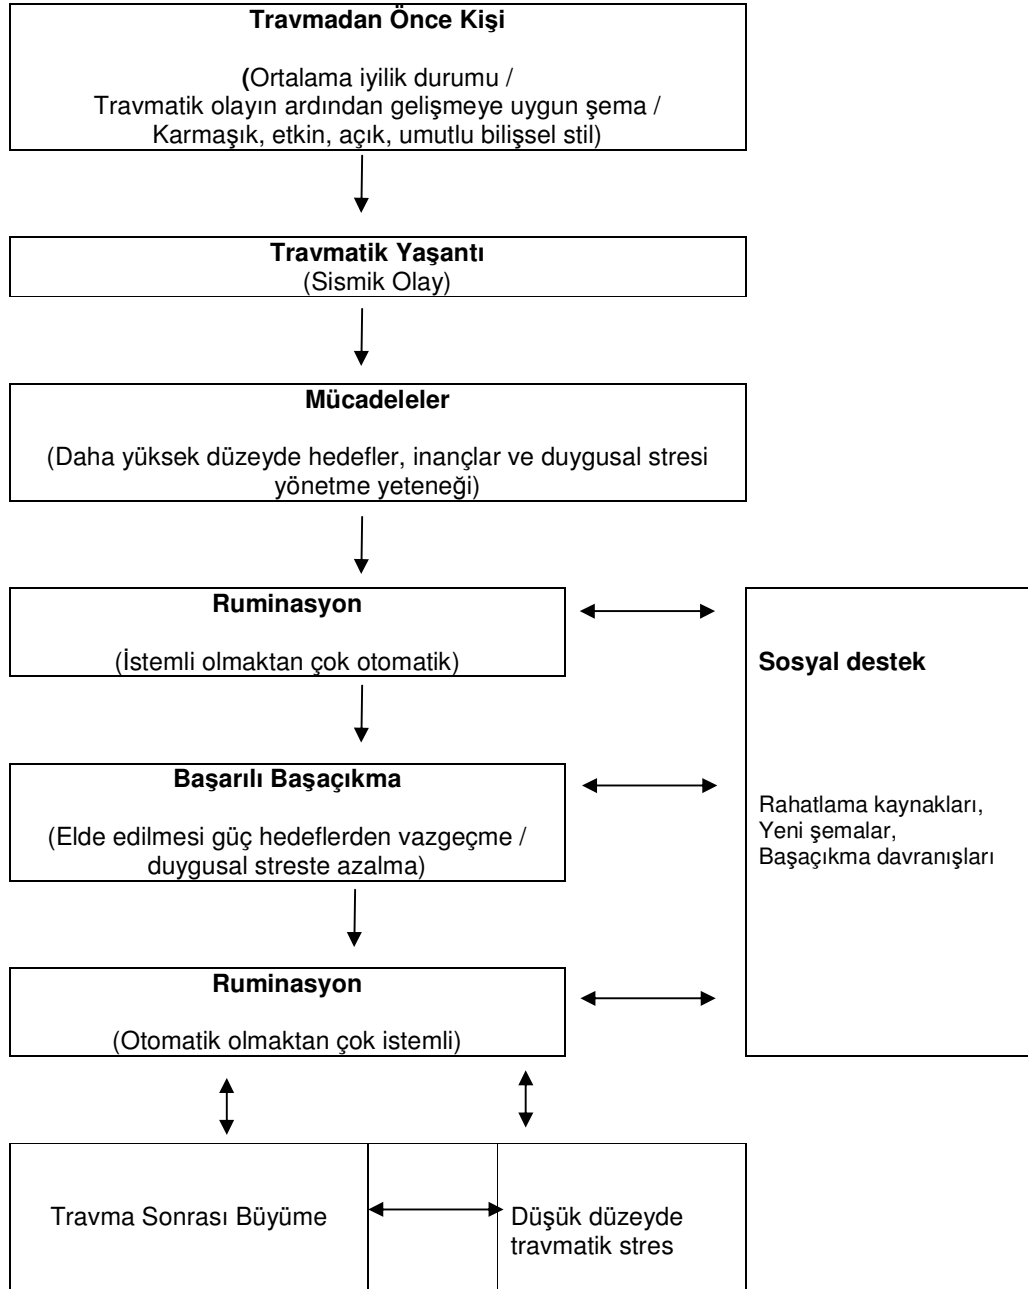 Travmadan Önce Kişi
(Ortalama iyilik durumu /
Travmatik olayın ardından gelişmeye uygun şema /
Karmaşık, etkin, açık, umutlu bilişsel stil)
Travmatik Yaşantı
(Sismik Olay)
Mücadeleler
(Daha yüksek düzeyde hedefler, inançlar ve duygusal stresi
yönetme yeteneği)
Ruminasyon
(İstemli olmaktan çok otomatik)
Başarılı Başaçıkma
(Elde edilmesi güç hedeflerden vazgeçme /
duygusal streste azalma)
Ruminasyon
(Otomatik olmaktan çok istemli)
Sosyal destek
Rahatlama kaynakları,
Yeni şemalar,
Başaçıkma davranışları
Travma Sonrası Büyüme
Düşük düzeyde
travmatik stres